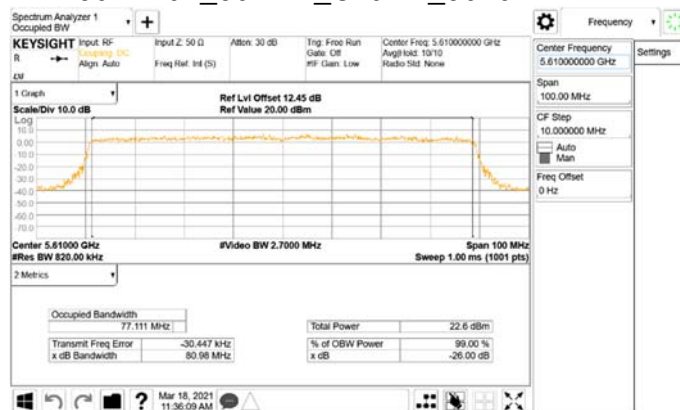 Spectrum Analyzer 1
Occupied BW
+
Frequency
KEYSIGHT
Input: RF
Coupling: DC
Align: Auto
Input Z: 50 Ω
Freq Ref: Int (S)
Atten: 30 dB
Trig: Free Run
Gate: Off
#IF Gain: Low
Center Freq: 5.610000000 GHz
Avg|Hold: 10/10
Radio Std: None
R
Center Frequency
5.610000000 GHz
Settings
Span
100.00 MHz
CF Step
10.000000 MHz
Auto
Man
Freq Offset
0 Hz
1 Graph
Scale/Div 10.0 dB
Ref Lvl Offset 12.45 dB
Ref Value 20.00 dBm
Log
10.0
0.00
-10.0
-20.0
-30.0
-40.0
-50.0
-60.0
-70.0
Center 5.61000 GHz
#Video BW 2.7000 MHz
Span 100 MHz
#Res BW 820.00 kHz
Sweep 1.00 ms (1001 pts)
2 Metrics
Occupied Bandwidth
77.111 MHz
Total Power 22.6 dBm
Transmit Freq Error -30.447 kHz
% of OBW Power 99.00 %
x dB Bandwidth 80.98 MHz
x dB -26.00 dB
?
Mar 18, 2021
11:36:09 AM